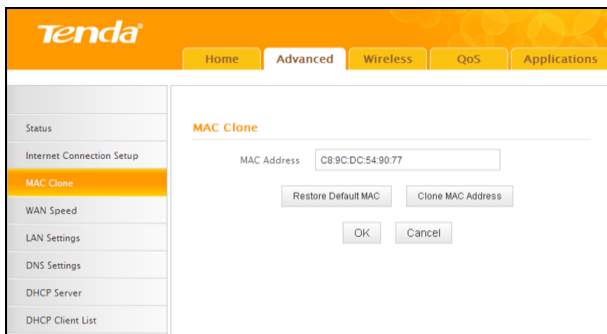 Tenda®
Home Advanced Wireless QoS Applications
Status
Internet Connection Setup
MAC Clone
WAN Speed
LAN Settings
DNS Settings
DHCP Server
DHCP Client List
MAC Clone
MAC Address C8:9C:DC:54:90:77
Restore Default MAC Clone MAC Address
OK Cancel